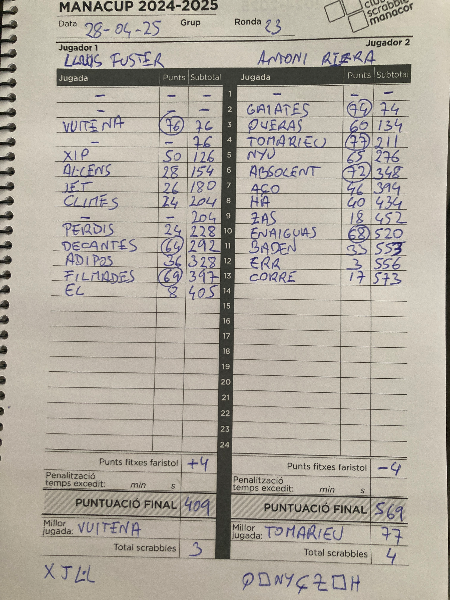 MANACUP 2024-2025
club scrabble manacor
Data 28-04-25 Grup Ronda 23
Jugador 1 Jugador 2
FUSTER ANTONI RIERA
Jugada Punts Subtotal Jugada Punts Subtotal
– – – 1 – – –
– – – 2 GAIATES 74 74
VUITENA 76 76 3 QUERAS 60 134
– – 76 4 TOMARIEU 77 211
XIP 50 126 5 NYU 65 276
28 154 6 ABSOLENT 72 348
JET 26 180 7 46 394
CLIMES 24 204 8 HA 40 434
– 204 9 ZAS 18 452
PERDIS 24 228 10 ENAIGUAS 68 520
DECANTES 64 292 11 BADEN 33 553
ADIPOS 36 328 12 ERR 3 556
FILMADES 69 397 13 CORRE 17 573
EL 8 405 14
15
16
17
18
19
20
21
22
23
24
Punts fitxes faristol +4 Punts fitxes faristol -4
Penalització temps excedit: min s Penalització temps excedit: min s
PUNTUACIÓ FINAL 409 PUNTUACIÓ FINAL 569
Millor jugada: VUITENA Millor jugada: TOMARIEU 77
Total scrabbles 3 Total scrabbles 4
X J L·L Q□NYÇZ□H